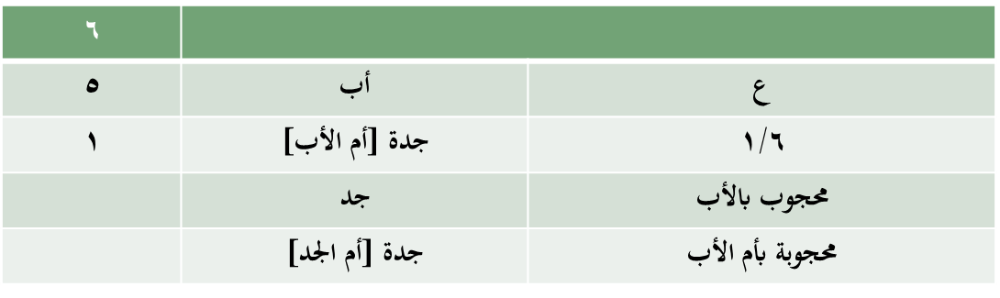 ٦
ع أب ٥
١/٦ جدة [أم الأب] ١
محجوب بالأب جد
محجوبة بأم الأب جدة [أم الجد]